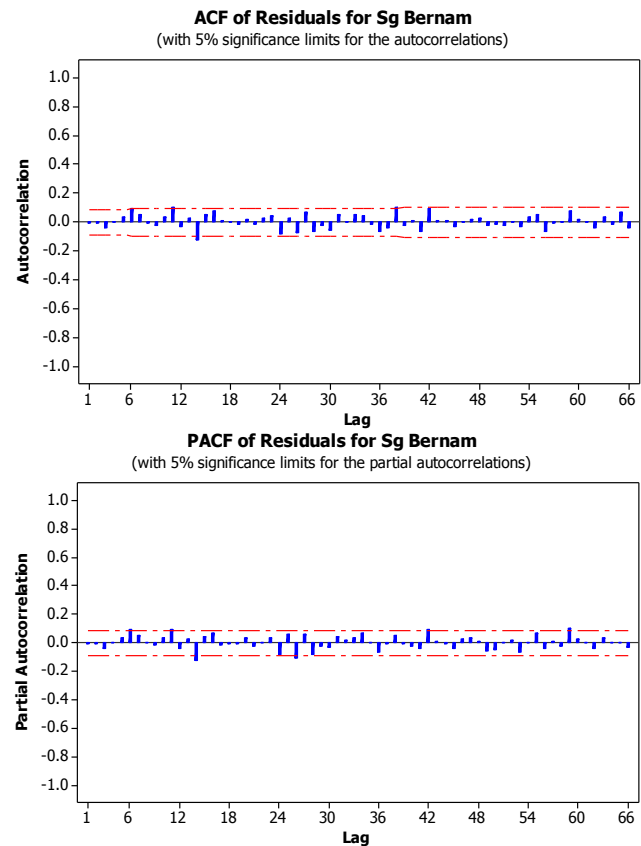 ACF of Residuals for Sg Bernam
(with 5% significance limits for the autocorrelations)
1.0
0.8
0.6
0.4
0.2
0.0
-0.2
-0.4
-0.6
-0.8
-1.0
Autocorrelation
1 6 12 18 24 30 36 42 48 54 60 66
Lag
PACF of Residuals for Sg Bernam
(with 5% significance limits for the partial autocorrelations)
1.0
0.8
0.6
0.4
0.2
0.0
-0.2
-0.4
-0.6
-0.8
-1.0
Partial Autocorrelation
1 6 12 18 24 30 36 42 48 54 60 66
Lag